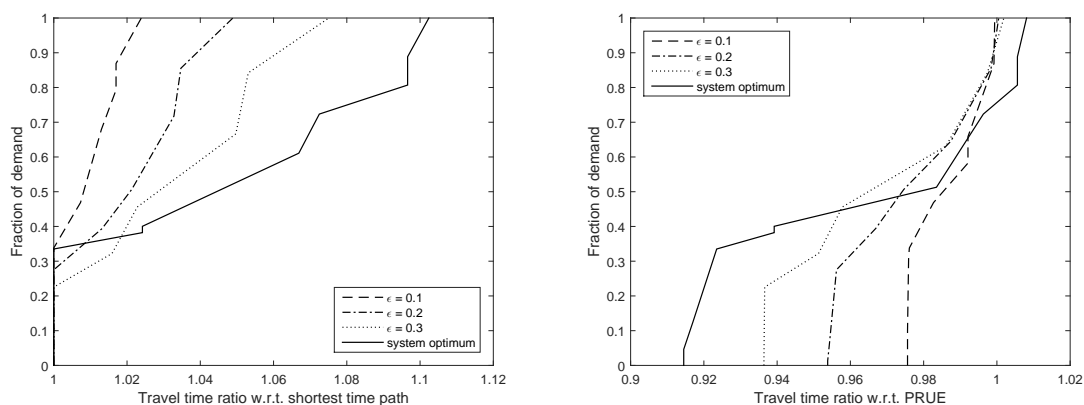 1
0.9
0.8
0.7
0.6
0.5
0.4
0.3
0.2
0.1
0
Fraction of demand
1 1.02 1.04 1.06 1.08 1.1 1.12
Travel time ratio w.r.t. shortest time path
ϵ = 0.1
ϵ = 0.2
ϵ = 0.3
system optimum
1
0.9
0.8
0.7
0.6
0.5
0.4
0.3
0.2
0.1
0
Fraction of demand
0.9 0.92 0.94 0.96 0.98 1 1.02
Travel time ratio w.r.t. PRUE
ϵ = 0.1
ϵ = 0.2
ϵ = 0.3
system optimum